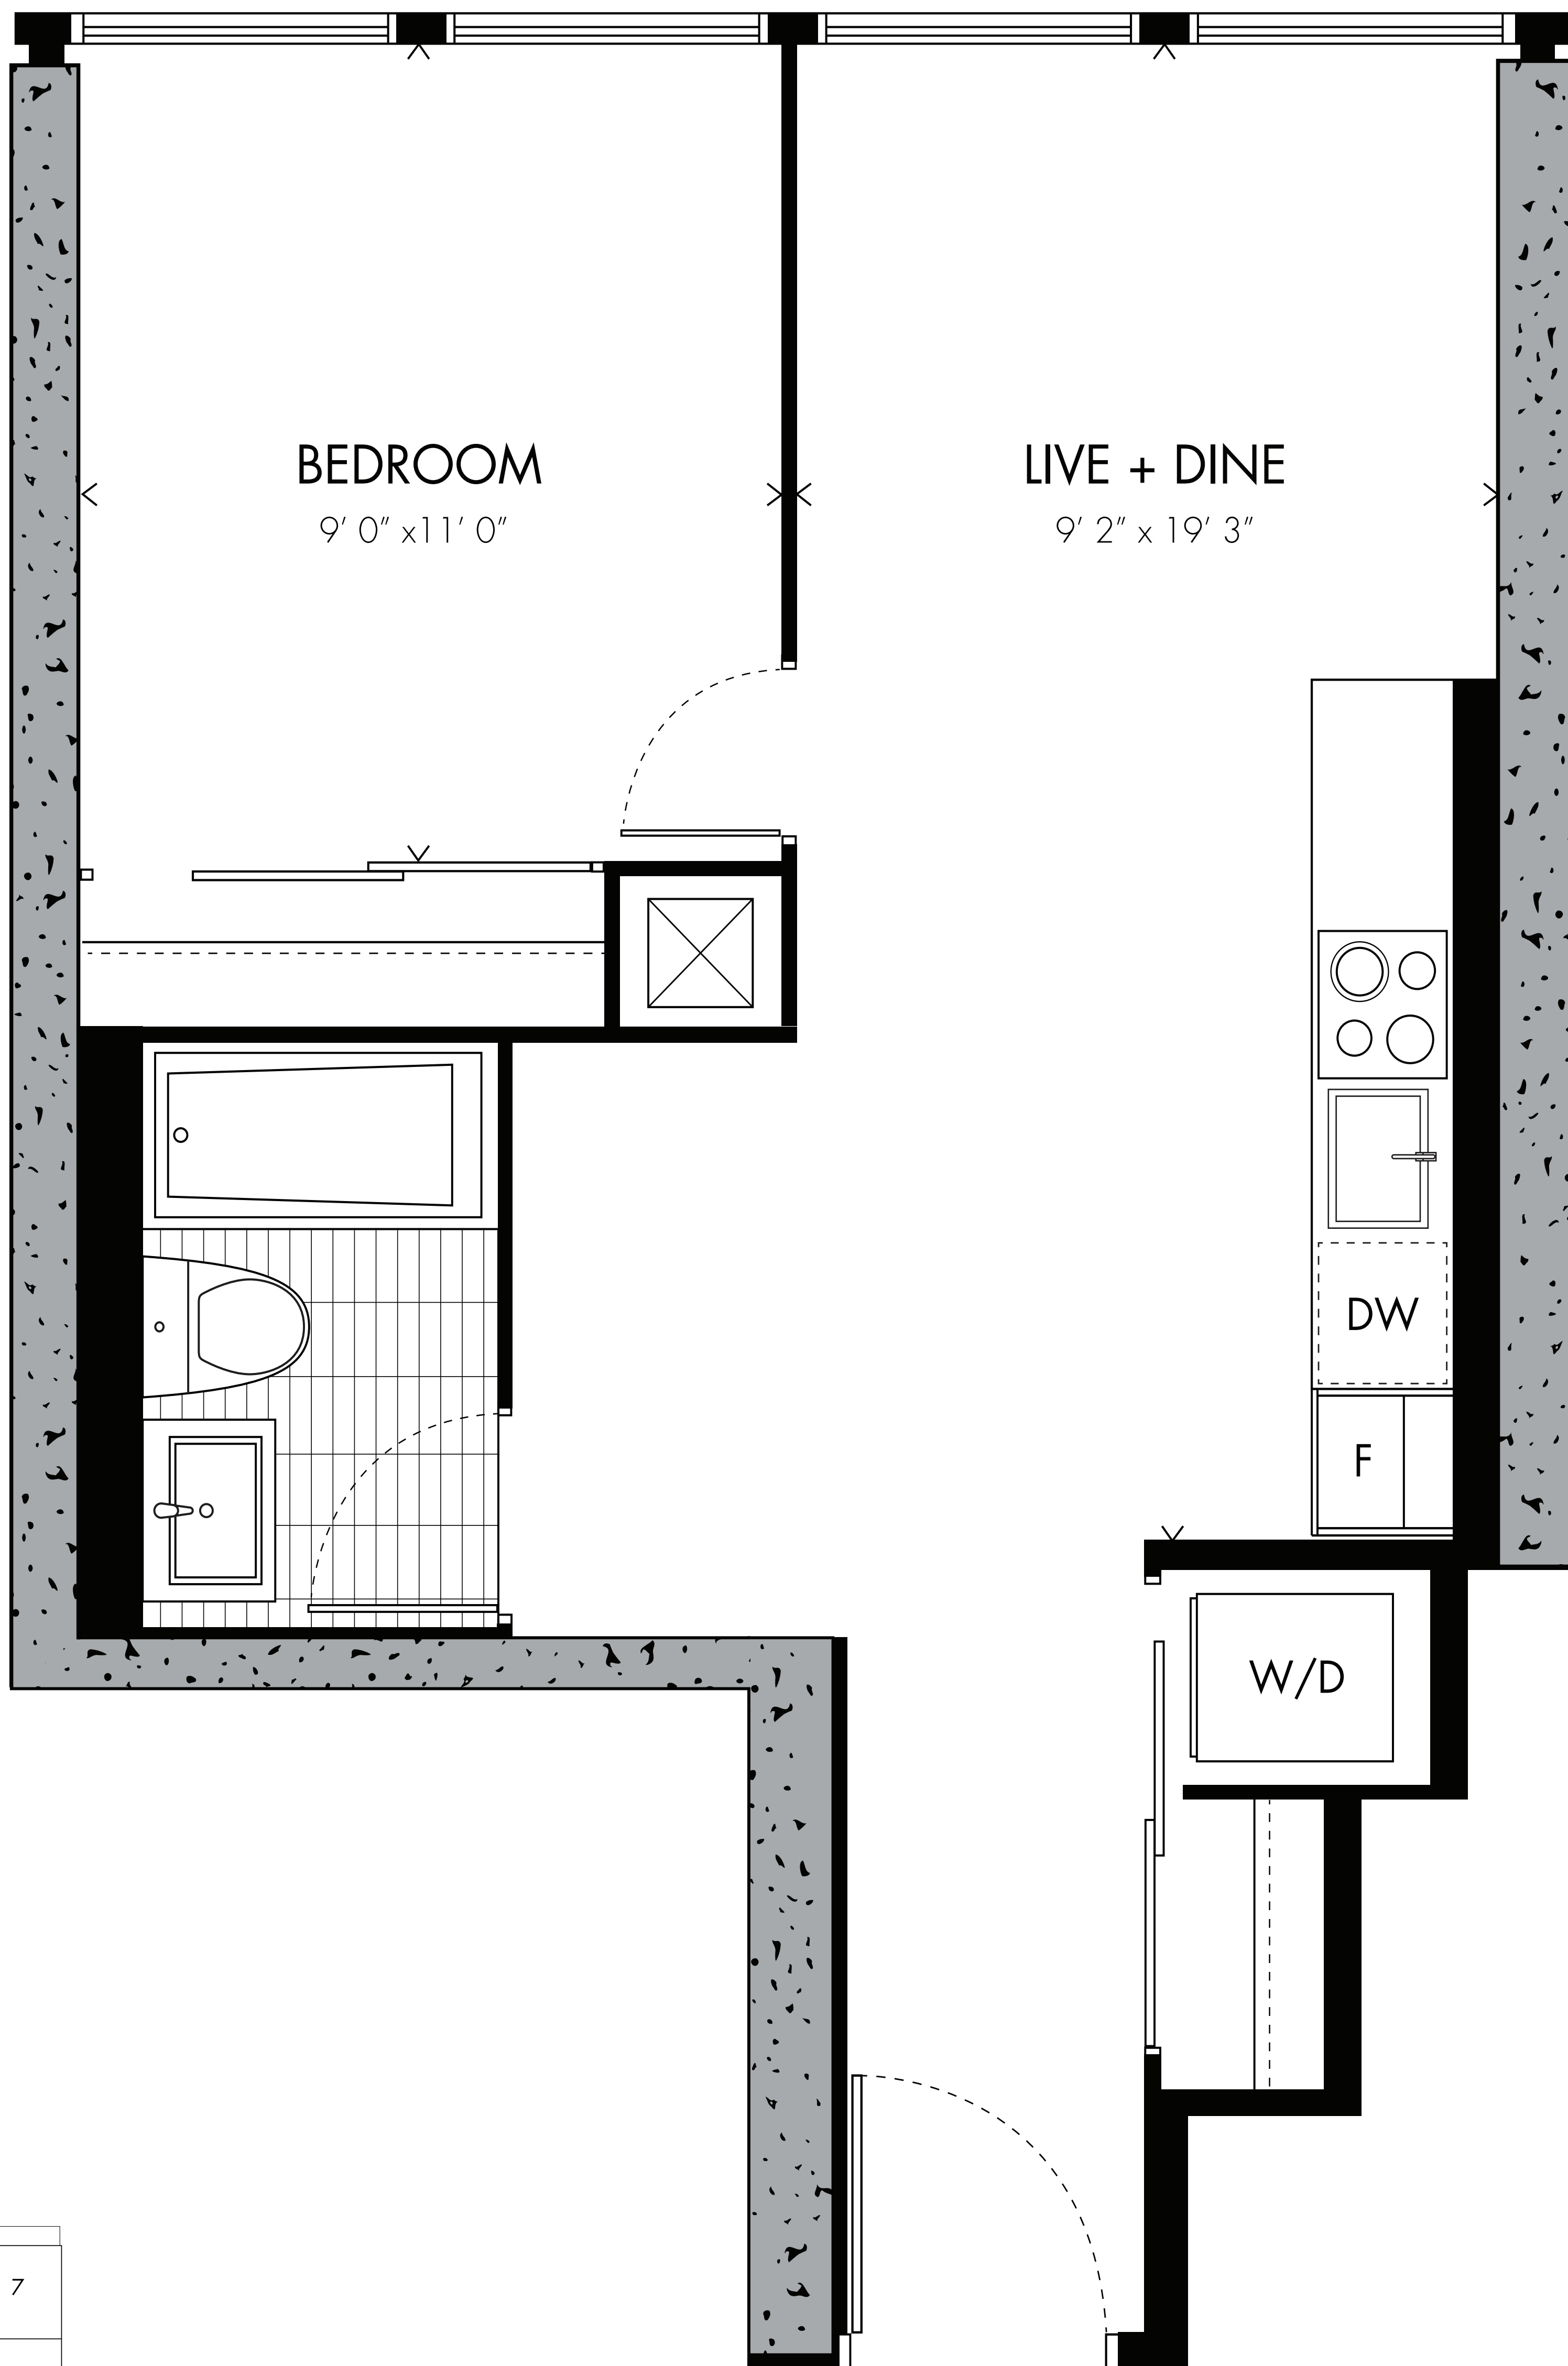 BEDROOM
9' 0" x11' 0"
LIVE + DINE
9' 2" x 19' 3"
DW
F
W/D
7